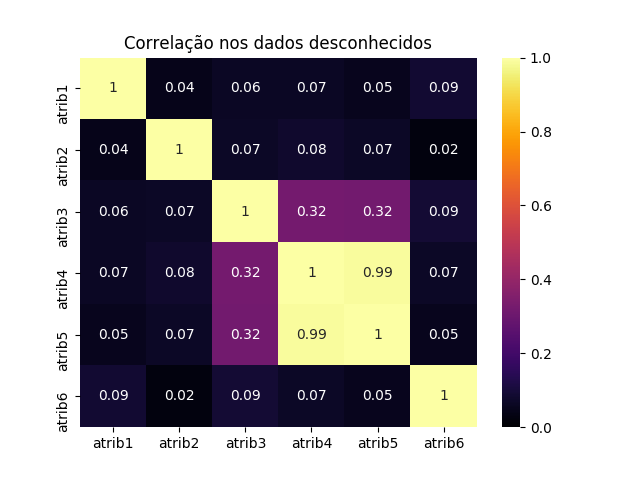 Correlação nos dados desconhecidos
atrib1 1 0.04 0.06 0.07 0.05 0.09
atrib2 0.04 1 0.07 0.08 0.07 0.02
atrib3 0.06 0.07 1 0.32 0.32 0.09
atrib4 0.07 0.08 0.32 1 0.99 0.07
atrib5 0.05 0.07 0.32 0.99 1 0.05
atrib6 0.09 0.02 0.09 0.07 0.05 1
atrib1 atrib2 atrib3 atrib4 atrib5 atrib6
1.0
0.8
0.6
0.4
0.2
0.0